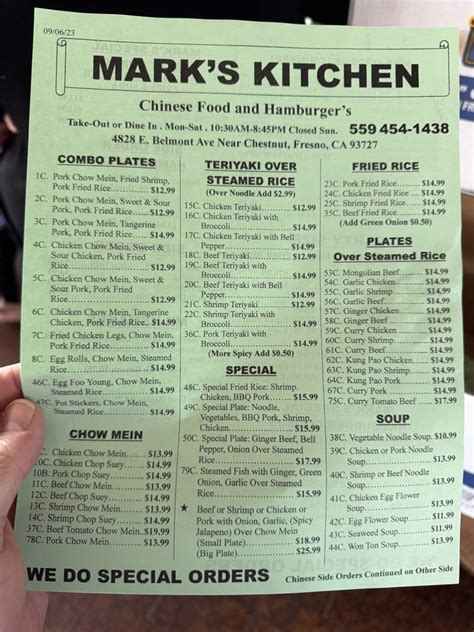 09/06/23
MARK'S KITCHEN
Chinese Food and Hamburger's
Take-Out or Dine In . Mon-Sat . 10:30AM-8:45PM Closed Sun. 559 454-1438
4828 E. Belmont Ave Near Chestnut, Fresno, CA 93727
COMBO PLATES
1C. Pork Chow Mein, Fried Shrimp,
Pork Fried Rice............ $12.99
2C. Pork Chow Mein, Sweet & Sour
Pork, Pork Fried Rice..... $12.99
3C. Pork Chow Mein, Tangerine
Pork, Pork Fried Rice..... $14.99
4C. Chicken Chow Mein, Sweet &
Sour Chicken, Pork Fried
Rice........................ $12.99
5C. Chicken Chow Mein, Sweet &
Sour Pork, Pork Fried
Rice........................ $12.99
6C. Chicken Chow Mein, Tangerine
Chicken, Pork Fried Rice.. $14.99
7C. Fried Chicken Legs, Chow Mein,
Pork Fried Rice............ $14.99
8C. Egg Rolls, Chow Mein, Steamed
Rice........................ $14.99
46C. Egg Foo Young, Chow Mein,
Steamed Rice.............. $14.99
47C. Pot Stickers, Chow Mein,
Steamed Rice.............. $14.99
CHOW MEIN
Chicken Chow Mein...... $13.99
10C. Chicken Chop Suey..... $14.99
10B. Pork Chop Suey......... $14.99
11C. Beef Chow Mein......... $13.99
12C. Beef Chop Suey......... $14.99
13C. Shrimp Chow Mein..... $13.99
14C. Shrimp Chop Suey..... $14.99
37C. Beef Tomato Chow Mein.. $19.99
78C. Pork Chow Mein......... $13.99
TERIYAKI OVER
STEAMED RICE
(Over Noodle $2.99)
15C. Chicken Teriyaki............ $12.99
16C. Chicken Teriyaki with
Broccoli..................... $14.99
17C. Chicken Teriyaki with Bell
Pepper....................... $14.99
18C. Beef Teriyaki................ $12.99
19C. Beef Teriyaki with
Broccoli..................... $14.99
20C. Beef Teriyaki with Bell
Pepper....................... $14.99
21C. Shrimp Teriyaki............. $12.99
22C. Shrimp Teriyaki with
Broccoli..................... $14.99
36C. Pork Teriyaki with
Broccoli..................... $14.99
(More Spicy Add $0.50)
SPECIAL
48C. Special Fried Rice: Shrimp,
Chicken, BBQ Pork...... $15.99
49C. Special Plate: Noodle,
Vegetables, BBQ Pork, Shrimp,
Chicken...................... $15.99
50C. Special Plate: Ginger Beef, Bell
Pepper, Onion Over Steamed
Rice.......................... $17.99
79C. Steamed Fish with Ginger,
Green, Onion, Garlic over Steamed
Rice.......................... $15.99
★ Beef or Shrimp or Chicken or
Pork with Onion, Garlic, (Spicy
Jalapeno) Over Chow Mein
(Small Plate)................. $18.99
(Big Plate).................... $25.99
FRIED RICE
23C. Pork Fried Rice......... $14.99
24C. Chicken Fried Rice..... $14.99
25C. Shrimp Fried Rice...... $14.99
35C. Beef Fried Rice......... $14.99
(Add Green Onion $0.50)
PLATES
Over Steamed Rice
53C. Mongolian Beef......... $14.99
54C. Garlic Chicken........... $14.99
55C. Garlic Shrimp............ $14.99
56C. Garlic Beef............... $14.99
57C. Ginger Chicken.......... $14.99
58C. Ginger Beef.............. $14.99
59C. Curry Chicken........... $14.99
60C. Curry Shrimp............ $14.99
61C. Curry Beef............... $14.99
62C. Kung Pao Chicken...... $14.99
64C. Kung Pao Pork.......... $14.99
67C. Curry Pork............... $14.99
75C. Curry Tomato Beef..... $17.99
SOUP
38C. Vegetable Noodle Soup. $10.99
39C. Chicken or Pork Noodle
Soup........................ $13.99
40C. Beef or Shrimp or Noodle
Soup........................ $13.99
41C. Chicken Egg Flower
Soup........................ $13.99
42C. Egg Flower Soup........ $11.99
43C. Seaweed Soup........... $11.99
44C. Won Ton Soup.......... $13.99
WE DO SPECIAL ORDERS
Chinese Side Orders Continued on Other Side